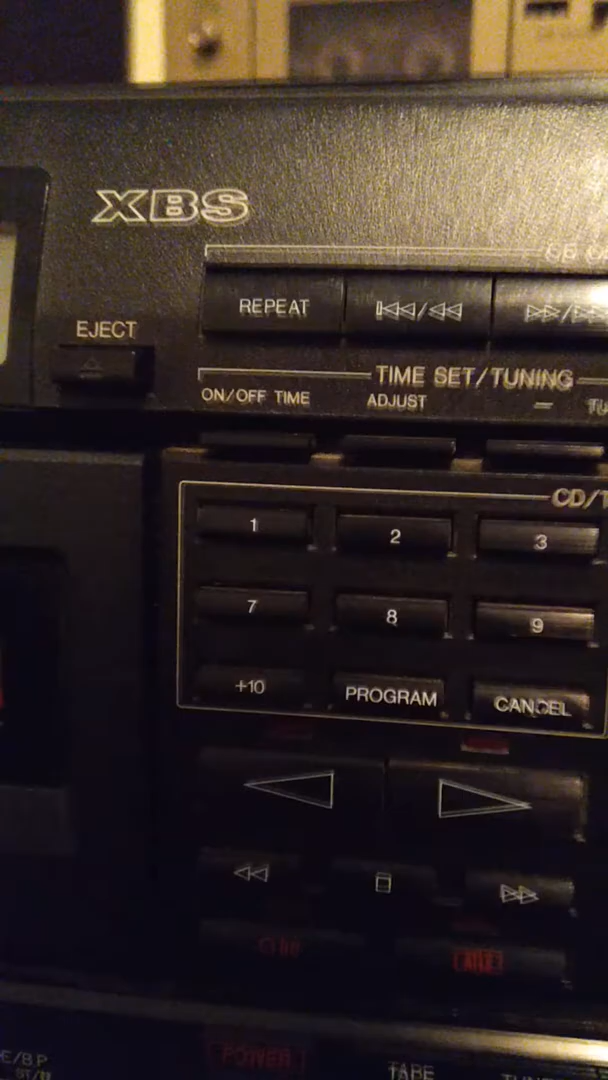 XBS
REPEAT
EJECT
TIME SET/TUNING
ON/OFF TIME
ADJUST
–
CD/
1
2
3
7
8
9
+10
PROGRAM
CANCEL
POWER
TAPE